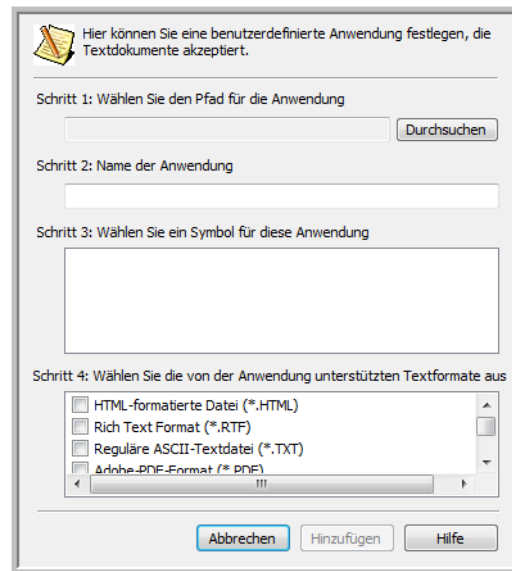 Hier können Sie eine benutzerdefinierte Anwendung festlegen, die
Textdokumente akzeptiert.
Schritt 1: Wählen Sie den Pfad für die Anwendung
Durchsuchen
Schritt 2: Name der Anwendung
Schritt 3: Wählen Sie ein Symbol für diese Anwendung
Schritt 4: Wählen Sie die von der Anwendung unterstützten Textformate aus
HTML-formatierte Datei (*.HTML)
Rich Text Format (*.RTF)
Reguläre ASCII-Textdatei (*.TXT)
Adobe-PDF-Format (*.PDF)
Abbrechen Hinzufügen Hilfe